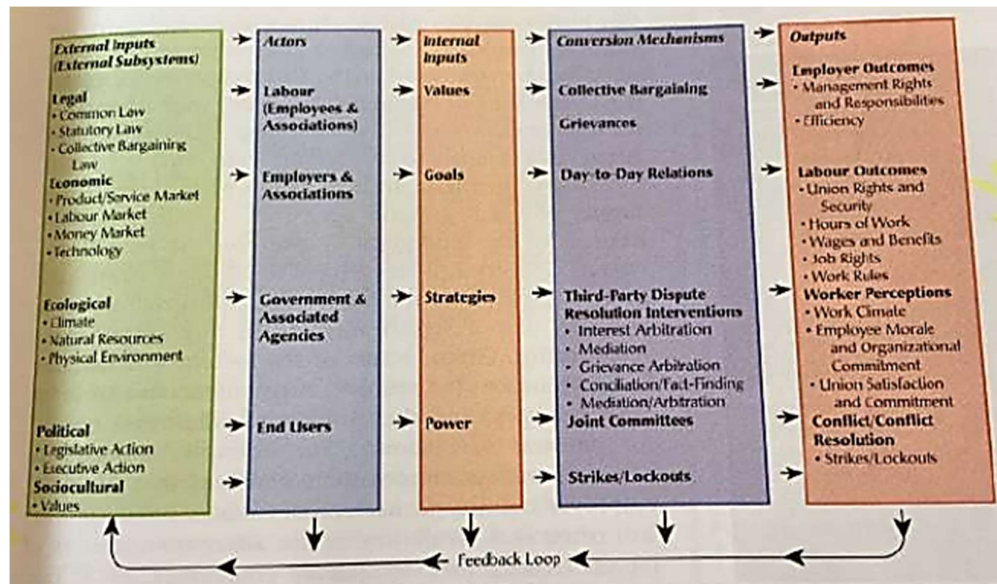 External Inputs
(External Subsystems)
Legal
• Common Law
• Statutory Law
• Collective Bargaining
Law
Economic
• Product/Service Market
• Labour Market
• Money Market
• Technology
Ecological
• Climate
• Natural Resources
• Physical Environment
Political
• Legislative Action
• Executive Action
Sociocultural
• Values
Actors
Labour
(Employees &
Associations)
Employers &
Associations
Government &
Associated
Agencies
End Users
Internal
Inputs
Values
Goals
Strategies
Power
Conversion Mechanisms
Collective Bargaining
Grievances
Day-to-Day Relations
Third-Party Dispute
Resolution Interventions
• Interest Arbitration
• Mediation
• Grievance Arbitration
• Conciliation/Fact-Finding
• Mediation/Arbitration
Joint Committees
Strikes/Lockouts
Outputs
Employer Outcomes
• Management Rights
and Responsibilities
• Efficiency
Labour Outcomes
• Union Rights and
Security
• Hours of Work
• Wages and Benefits
• Job Rights
• Work Rules
Worker Perceptions
• Work Climate
• Employee Morale
and Organizational
Commitment
• Union Satisfaction
and Commitment
Conflict/Conflict
Resolution
• Strikes/Lockouts
Feedback Loop